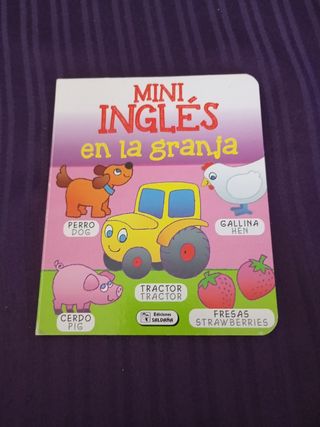 MINI
INGLÉS
en la granja
PERRO
DOG
GALLINA
HEN
TRACTOR
TRACTOR
CERDO
PIG
FRESAS
STRAWBERRIES
Ediciones
SALDAÑA